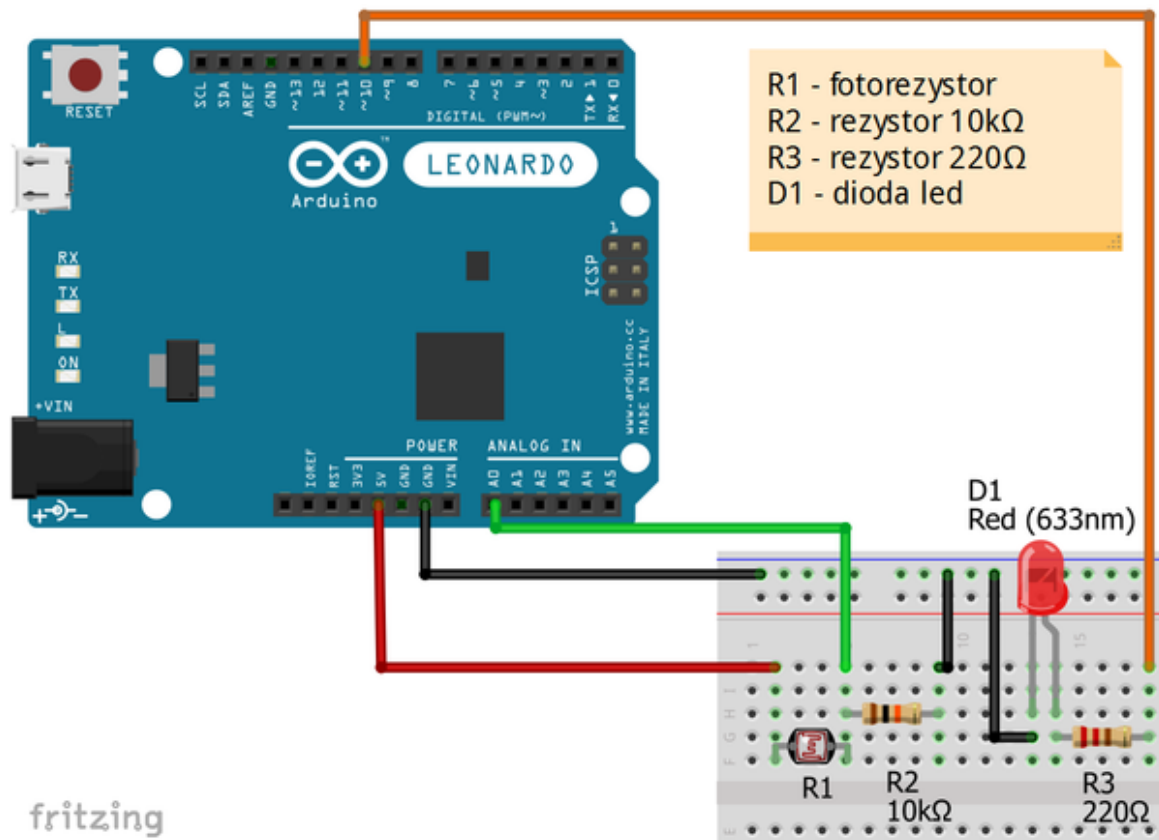 RESET
SCL
SDA
AREF
GND
~13
12
~11
~10
~9
8
7
~6
~5
4
~3
2
TX▶1
RX◀0
DIGITAL (PWM~)
TM
LEONARDO
Arduino
R1 - fotorezystor
R2 - rezystor 10kΩ
R3 - rezystor 220Ω
D1 - dioda led
1
ICSP
RX
TX
L
ON
www.arduino.cc
MADE IN ITALY
+VIN
POWER
ANALOG IN
IOREF
RST
3V3
5V
GND
GND
VIN
A0
A1
A2
A3
A4
A5
D1
Red (633nm)
1
10
15
I
H
G
F
E
R1
R2
10kΩ
R3
220Ω
fritzing